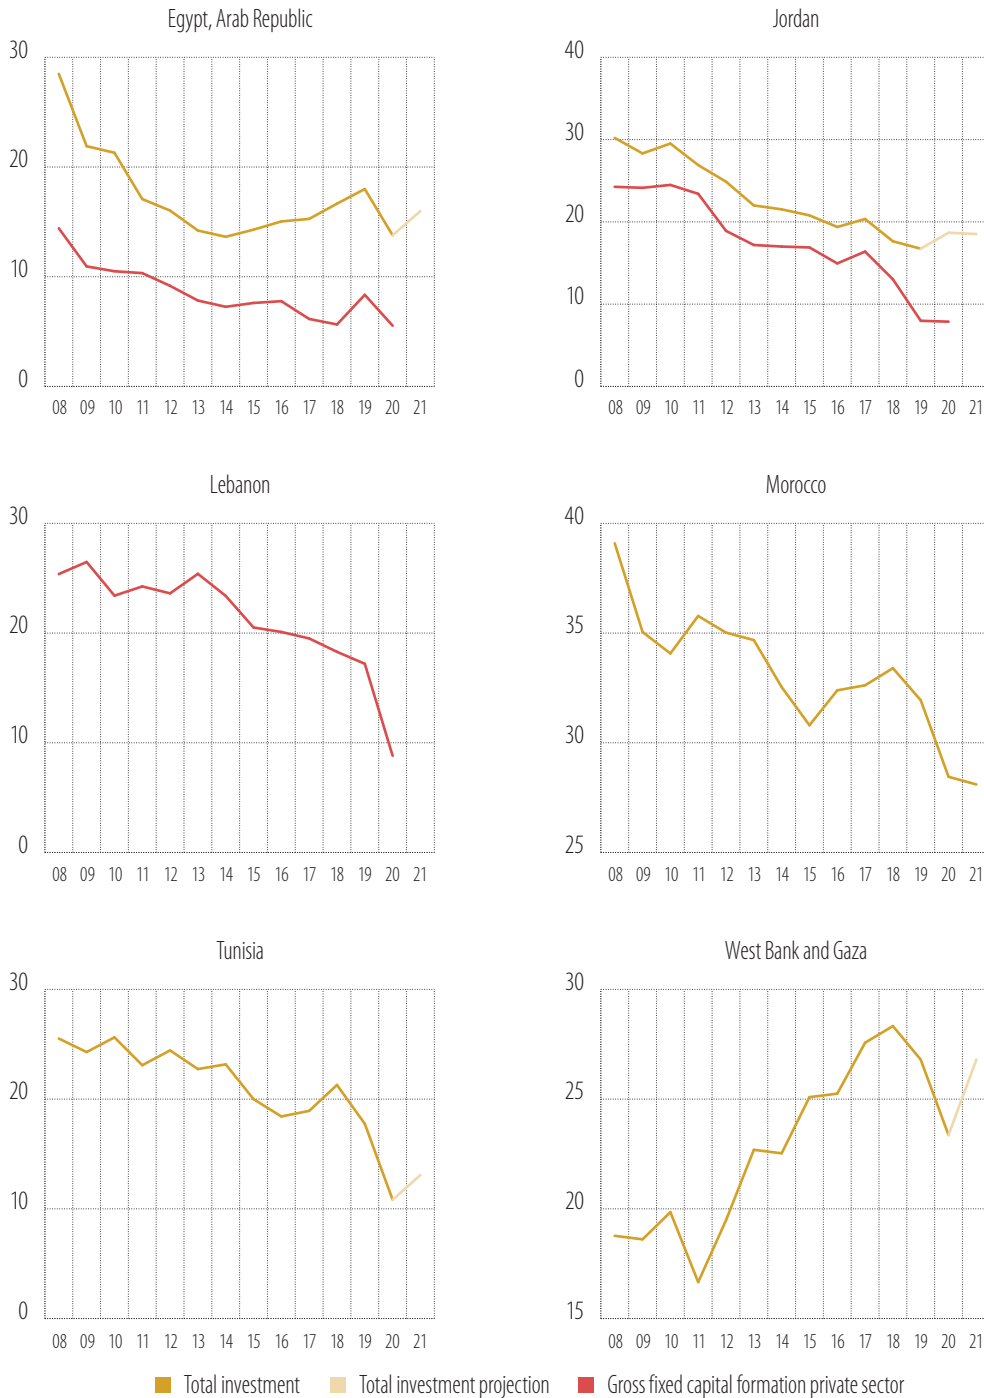 Egypt, Arab Republic
30
20
10
0
08 09 10 11 12 13 14 15 16 17 18 19 20 21
Jordan
40
30
20
10
0
08 09 10 11 12 13 14 15 16 17 18 19 20 21
Lebanon
30
20
10
0
08 09 10 11 12 13 14 15 16 17 18 19 20 21
Morocco
40
35
30
25
08 09 10 11 12 13 14 15 16 17 18 19 20 21
Tunisia
30
20
10
0
08 09 10 11 12 13 14 15 16 17 18 19 20 21
West Bank and Gaza
30
25
20
15
08 09 10 11 12 13 14 15 16 17 18 19 20 21
Total investment Total investment projection Gross fixed capital formation private sector